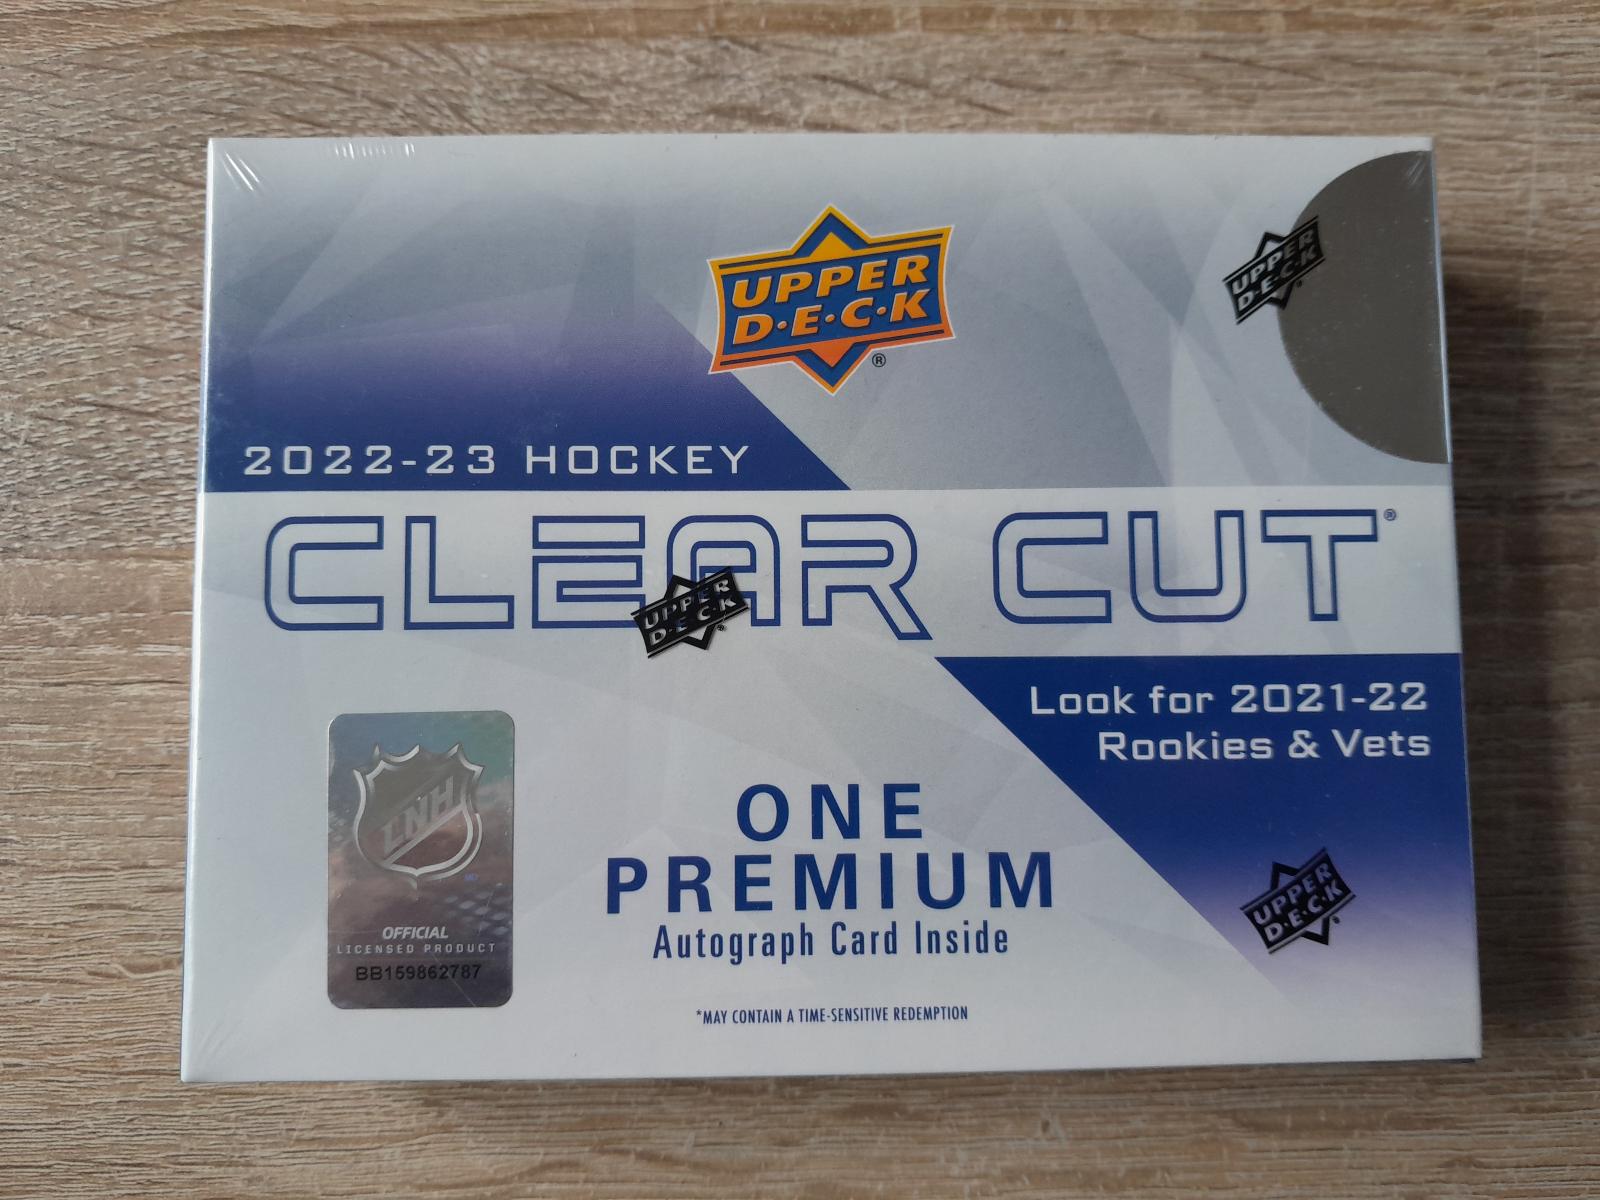 UPPER
D·E·C·K
®
UPPER
D·E·C·K
®
2022-23 HOCKEY
CLEAR CUT®
UPPER
D·E·C·K
®
Look for 2021-22
Rookies & Vets
LNH
MC
OFFICIAL
LICENSED PRODUCT
BB159862787
ONE
PREMIUM
Autograph Card Inside
UPPER
D·E·C·K
®
*MAY CONTAIN A TIME-SENSITIVE REDEMPTION